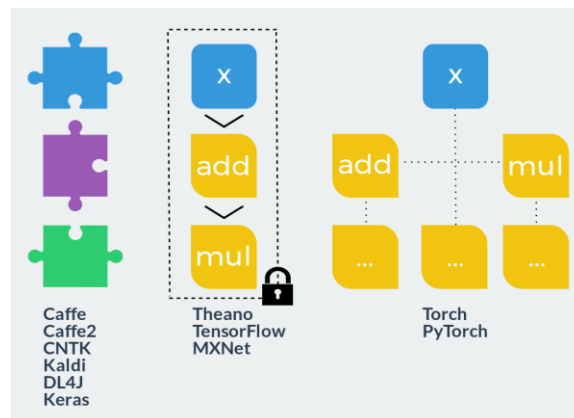 x
add
mul
x
add
mul
...
...
...
Caffe
Caffe2
CNTK
Kaldi
DL4J
Keras
Theano
TensorFlow
MXNet
Torch
PyTorch